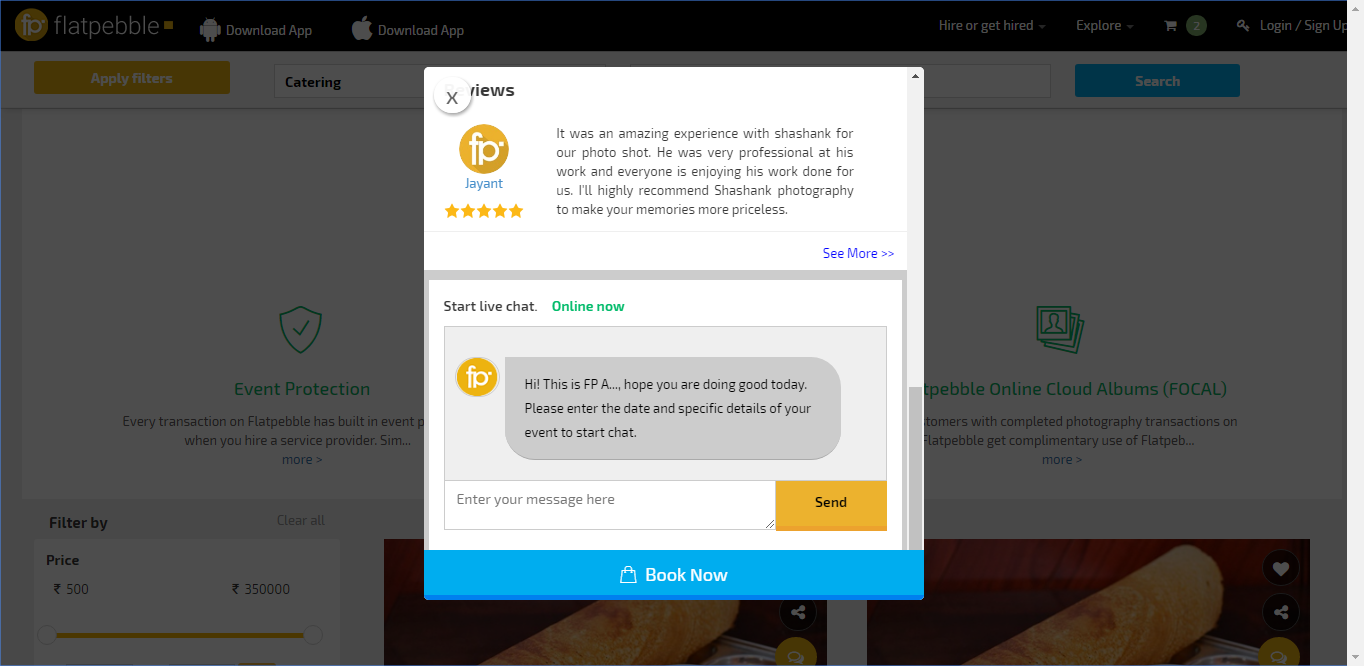 fp flatpebble
Download App
Download App
Hire or get hired
Explore
2
Login / Sign Up
Apply filters
Catering
Search
X
views
fp
Jayant
It was an amazing experience with shashank for
our photo shot. He was very professional at his
work and everyone is enjoying his work done for
us. I'll highly recommend Shashank photography
to make your memories more priceless.
See More >>
Start live chat. Online now
fp
Hi! This is FP A..., hope you are doing good today.
Please enter the date and specific details of your
event to start chat.
Enter your message here
Send
Book Now
Event Protection
Every transaction on Flatpebble has built in event p
when you hire a service provider. Sim...
more >
tpebble Online Cloud Albums (FOCAL)
stomers with completed photography transactions on
Flatpebble get complimentary use of Flatpeb...
more >
Filter by
Clear all
Price
₹ 500
₹ 350000